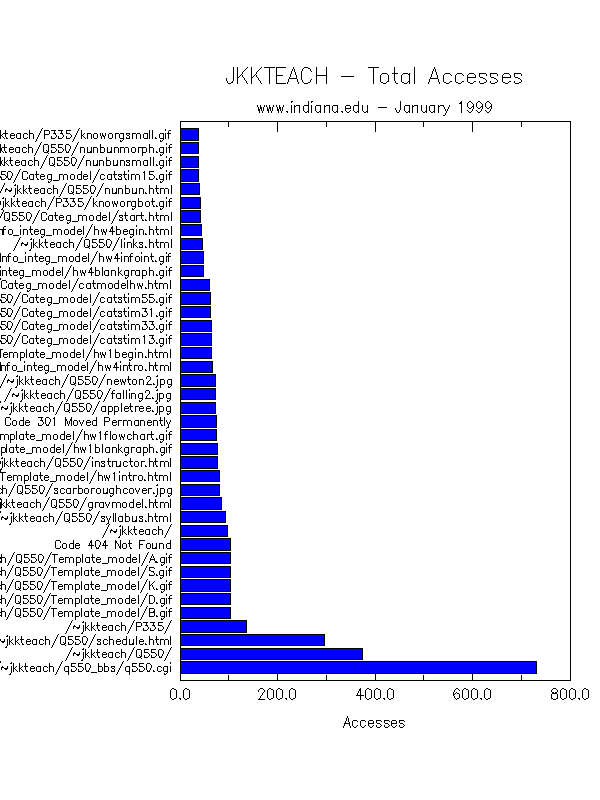 JKKTEACH – Total Accesses
www.indiana.edu – January 1999
kteach/P335/knoworgsmall.gif
kteach/Q550/nunbunmorph.gif
kkteach/Q550/nunbunsmall.gif
50/Categ_model/catstim15.gif
/~jkkteach/Q550/nunbun.html
jkkteach/P335/knoworgbot.gif
/Q550/Categ_model/start.html
nfo_integ_model/hw4begin.html
/~jkkteach/Q550/links.html
Info_integ_model/hw4infoint.gif
integ_model/hw4blankgraph.gif
Categ_model/catmodelhw.html
50/Categ_model/catstim55.gif
50/Categ_model/catstim31.gif
50/Categ_model/catstim33.gif
50/Categ_model/catstim13.gif
Template_model/hw1begin.html
nfo_integ_model/hw4intro.html
/~jkkteach/Q550/newton2.jpg
/~jkkteach/Q550/falling2.jpg
~jkkteach/Q550/appletree.jpg
Code 301 Moved Permanently
mplate_model/hw1flowchart.gif
plate_model/hw1blankgraph.gif
jkkteach/Q550/instructor.html
Template_model/hw1intro.html
ch/Q550/scarboroughcover.jpg
jkkteach/Q550/gravmodel.html
~jkkteach/Q550/syllabus.html
/~jkkteach/
Code 404 Not Found
h/Q550/Template_model/A.gif
h/Q550/Template_model/S.gif
h/Q550/Template_model/K.gif
h/Q550/Template_model/D.gif
h/Q550/Template_model/B.gif
/~jkkteach/P335/
~jkkteach/Q550/schedule.html
/~jkkteach/Q550/
~jkkteach/q550_bbs/q550.cgi
0.0 200.0 400.0 600.0 800.0
Accesses